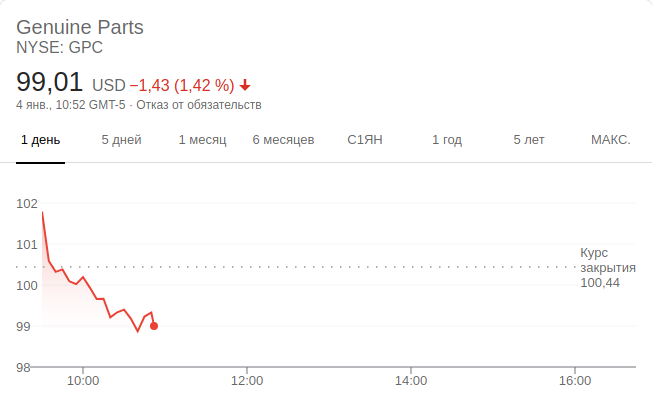 Genuine Parts
NYSE: GPC
99,01 USD −1,43 (1,42 %)
4 янв., 10:52 GMT-5 · Отказ от обязательств
1 день 5 дней 1 месяц 6 месяцев С1ЯН 1 год 5 лет МАКС.
102
101
Курс
закрытия
100,44
100
99
98
10:00 12:00 14:00 16:00